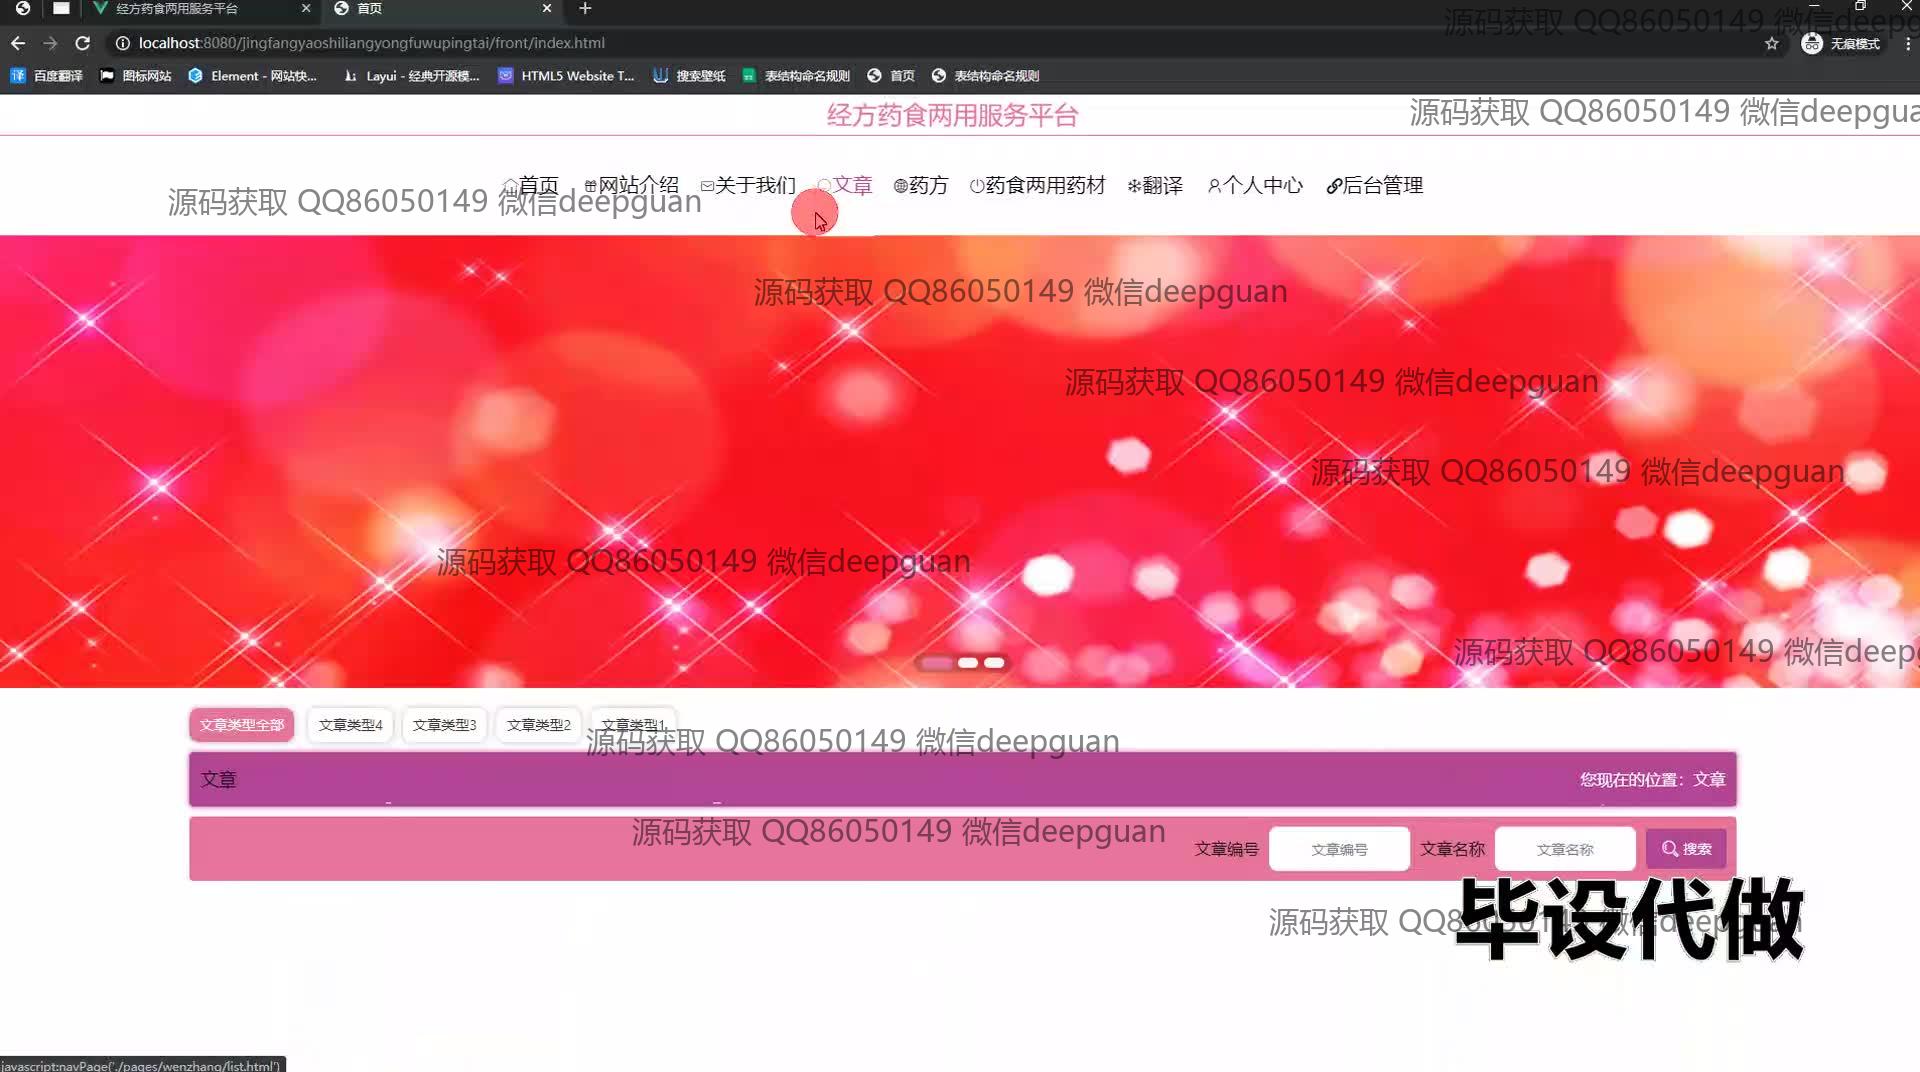 经方药食两用服务平台
首页
源码获取 QQ86050149 微信deepg
localhost:8080/jingfangyaoshiliangyongfuwupingtai/front/index.html
无痕模式
百度翻译
图标网站
Element - 网站快...
Layui - 经典开源模...
HTML5 Website T...
搜索壁纸
表结构命名规则
首页
表结构命名规则
经方药食两用服务平台
源码获取 QQ86050149 微信deepgua
首页
网站介绍
关于我们
文章
药方
药食两用药材
翻译
个人中心
后台管理
源码获取 QQ86050149 微信deepguan
源码获取 QQ86050149 微信deepguan
源码获取 QQ86050149 微信deepguan
源码获取 QQ86050149 微信deepguan
源码获取 QQ86050149 微信deepguan
源码获取 QQ86050149 微信deepg
文章类型全部
文章类型4
文章类型3
文章类型2
文章类型1
源码获取 QQ86050149 微信deepguan
文章
您现在的位置：文章
源码获取 QQ86050149 微信deepguan
文章编号
文章编号
文章名称
文章名称
搜索
源码获取 QQ86050149 微信deepguan
毕设代做
javascript:navPage('./pages/wenzhang/list.html')